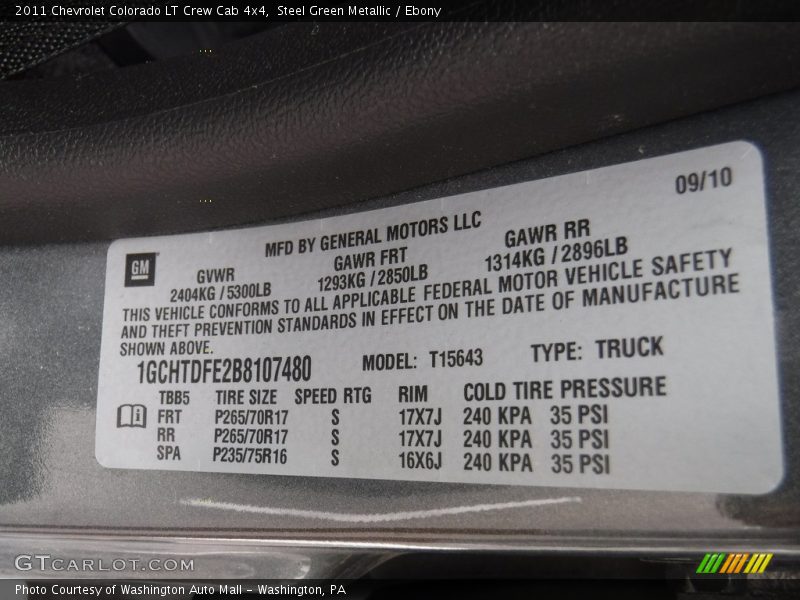 2011 Chevrolet Colorado LT Crew Cab 4x4, Steel Green Metallic / Ebony
09/10
MFD BY GENERAL MOTORS LLC
GM
GVWR GAWR FRT GAWR RR
2404KG / 5300LB 1293KG / 2850LB 1314KG / 2896LB
THIS VEHICLE CONFORMS TO ALL APPLICABLE FEDERAL MOTOR VEHICLE SAFETY
AND THEFT PREVENTION STANDARDS IN EFFECT ON THE DATE OF MANUFACTURE
SHOWN ABOVE.
1GCHTDFE2B8107480 MODEL: T15643 TYPE: TRUCK
TBB5 TIRE SIZE SPEED RTG RIM COLD TIRE PRESSURE
FRT P265/70R17 S 17X7J 240 KPA 35 PSI
RR P265/70R17 S 17X7J 240 KPA 35 PSI
SPA P235/75R16 S 16X6J 240 KPA 35 PSI
GTCARLOT.COM
Photo Courtesy of Washington Auto Mall - Washington, PA